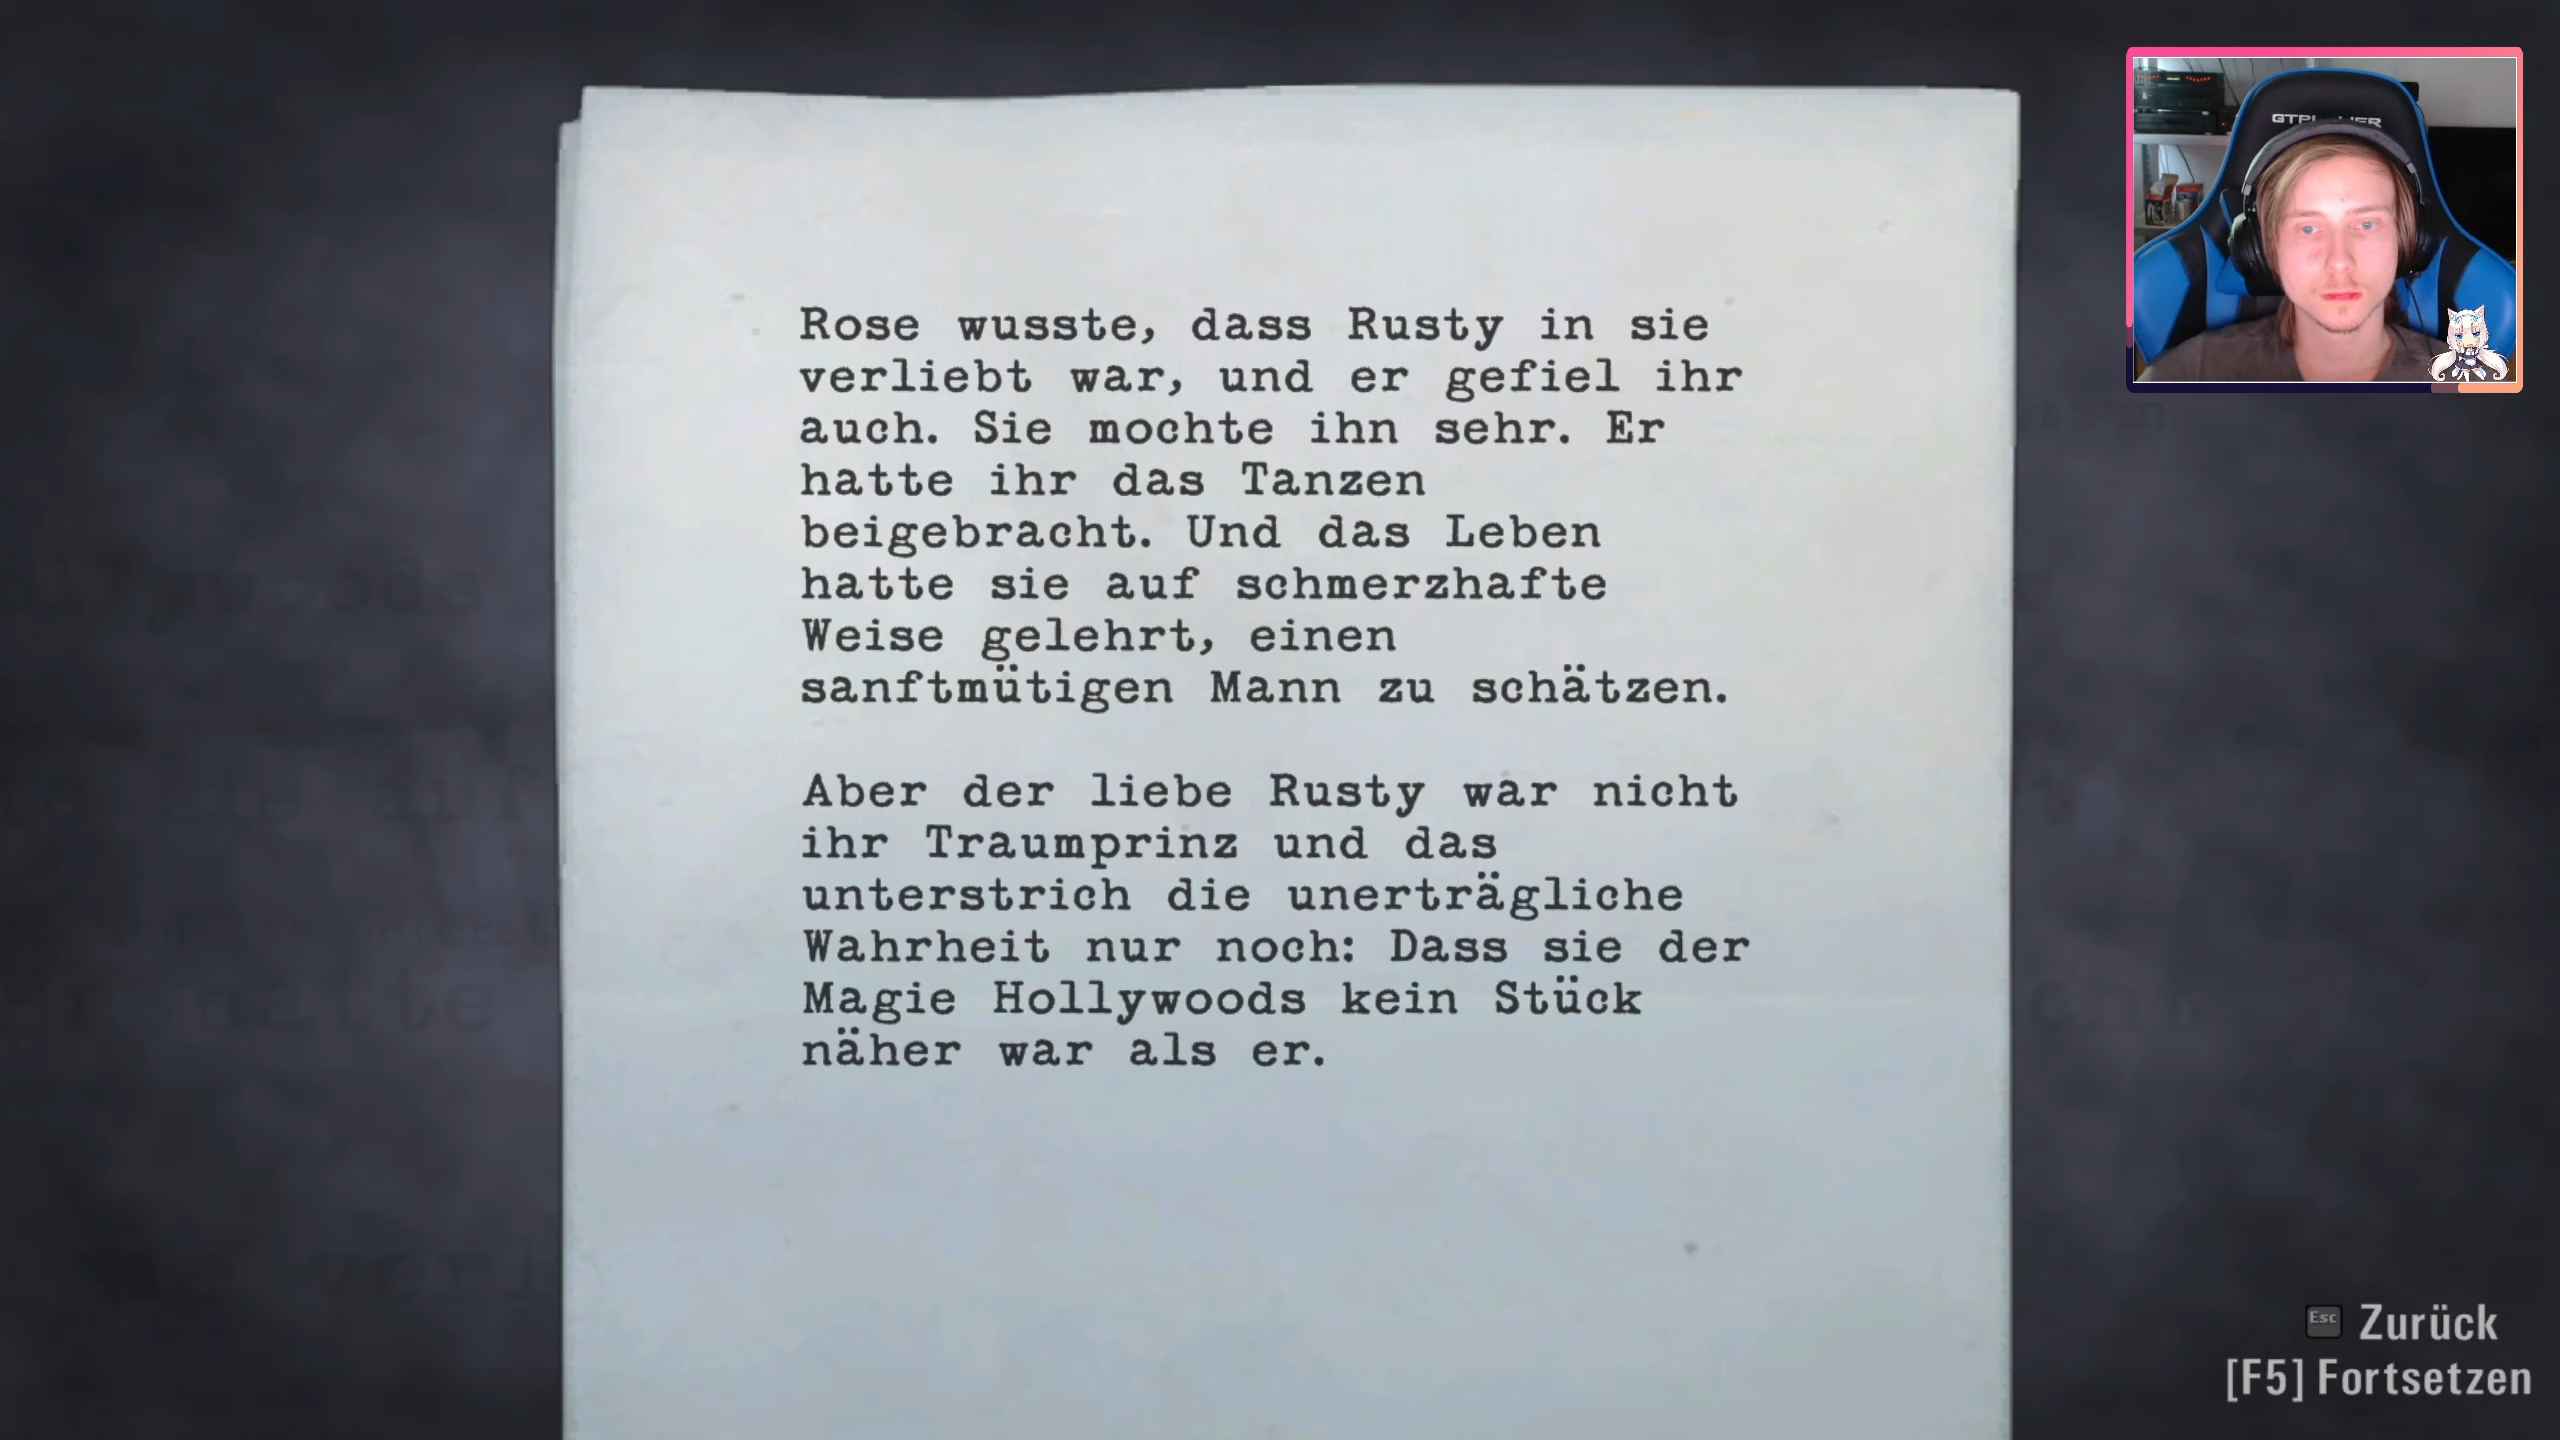 Rose wusste, dass Rusty in sie
verliebt war, und er gefiel ihr
auch. Sie mochte ihn sehr. Er
hatte ihr das Tanzen
beigebracht. Und das Leben
hatte sie auf schmerzhafte
Weise gelehrt, einen
sanftmütigen Mann zu schätzen.
Aber der liebe Rusty war nicht
ihr Traumprinz und das
unterstrich die unerträgliche
Wahrheit nur noch: Dass sie der
Magie Hollywoods kein Stück
näher war als er.
Esc Zurück
[F5] Fortsetzen